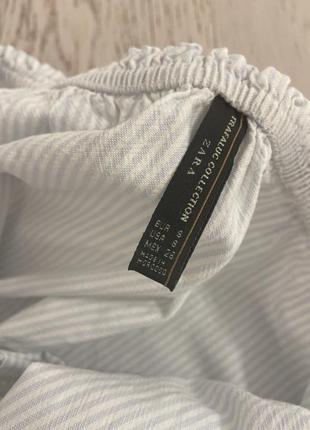 TRAFALUC COLLECTION
ZARA
EUR S
USA S
MEX 26
MADE IN
MOROCCO